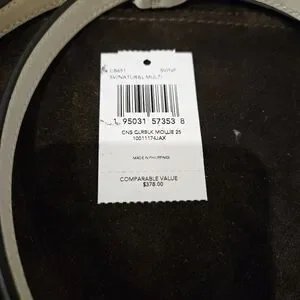 SV/NATURAL MULTI
1 95031 57353 8
CNS CLRBLK MOLLIE 25
10011174JAX
MADE IN PHILIPPINES
COMPARABLE VALUE
$378.00